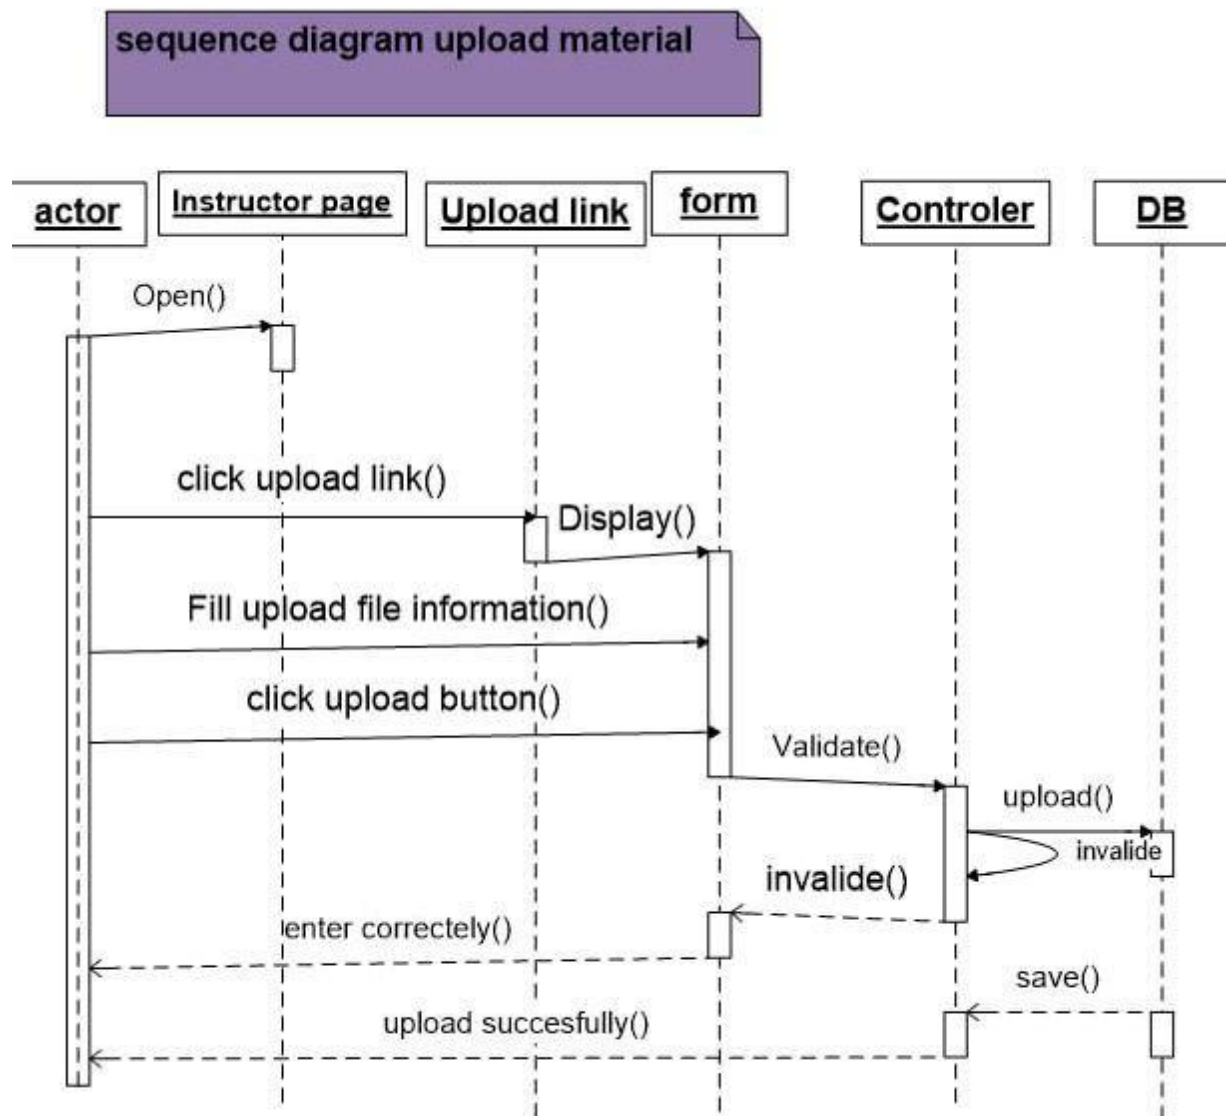 sequence diagram upload material
actor
Instructor page
Upload link
form
Controler
DB
Open()
click upload link()
Display()
Fill upload file information()
click upload button()
Validate()
upload()
invalide
invalide()
enter correctely()
save()
upload succesfully()